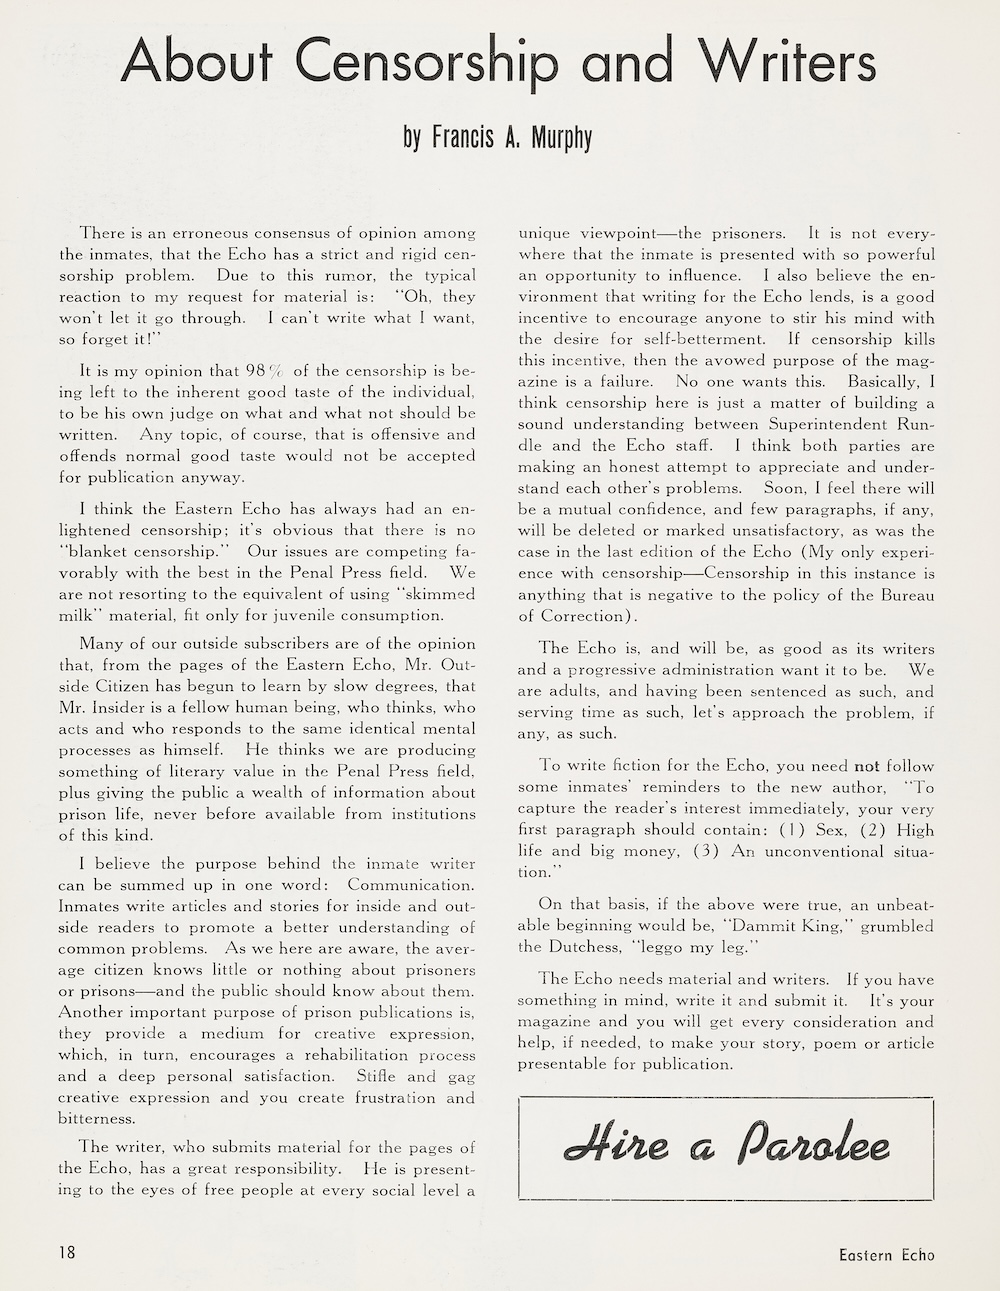 About Censorship and Writers
by Francis A. Murphy
There is an erroneous consensus of opinion among
the inmates, that the Echo has a strict and rigid cen-
sorship problem. Due to this rumor, the typical
reaction to my request for material is: "Oh, they
won't let it go through. I can't write what I want,
so forget it!"
It is my opinion that 98% of the censorship is be-
ing left to the inherent good taste of the individual,
to be his own judge on what and what not should be
written. Any topic, of course, that is offensive and
offends normal good taste would not be accepted
for publication anyway.
I think the Eastern Echo has always had an en-
lightened censorship; it's obvious that there is no
"blanket censorship." Our issues are competing fa-
vorably with the best in the Penal Press field. We
are not resorting to the equivalent of using "skimmed
milk" material, fit only for juvenile consumption.
Many of our outside subscribers are of the opinion
that, from the pages of the Eastern Echo, Mr. Out-
side Citizen has begun to learn by slow degrees, that
Mr. Insider is a fellow human being, who thinks, who
acts and who responds to the same identical mental
processes as himself. He thinks we are producing
something of literary value in the Penal Press field,
plus giving the public a wealth of information about
prison life, never before available from institutions
of this kind.
I believe the purpose behind the inmate writer
can be summed up in one word: Communication.
Inmates write articles and stories for inside and out-
side readers to promote a better understanding of
common problems. As we here are aware, the aver-
age citizen knows little or nothing about prisoners
or prisons—and the public should know about them.
Another important purpose of prison publications is,
they provide a medium for creative expression,
which, in turn, encourages a rehabilitation process
and a deep personal satisfaction. Stifle and gag
creative expression and you create frustration and
bitterness.
The writer, who submits material for the pages of
the Echo, has a great responsibility. He is present-
ing to the eyes of free people at every social level a
unique viewpoint—the prisoners. It is not every-
where that the inmate is presented with so powerful
an opportunity to influence. I also believe the en-
vironment that writing for the Echo lends, is a good
incentive to encourage anyone to stir his mind with
the desire for self-betterment. If censorship kills
this incentive, then the avowed purpose of the mag-
azine is a failure. No one wants this. Basically, I
think censorship here is just a matter of building a
sound understanding between Superintendent Run-
dle and the Echo staff. I think both parties are
making an honest attempt to appreciate and under-
stand each other's problems. Soon, I feel there will
be a mutual confidence, and few paragraphs, if any,
will be deleted or marked unsatisfactory, as was the
case in the last edition of the Echo (My only experi-
ence with censorship—Censorship in this instance is
anything that is negative to the policy of the Bureau
of Correction).
The Echo is, and will be, as good as its writers
and a progressive administration want it to be. We
are adults, and having been sentenced as such, and
serving time as such, let's approach the problem, if
any, as such.
To write fiction for the Echo, you need not follow
some inmates' reminders to the new author, "To
capture the reader's interest immediately, your very
first paragraph should contain: (1) Sex, (2) High
life and big money, (3) An unconventional situa-
tion."
On that basis, if the above were true, an unbeat-
able beginning would be, "Dammit King," grumbled
the Dutchess, "leggo my leg."
The Echo needs material and writers. If you have
something in mind, write it and submit it. It's your
magazine and you will get every consideration and
help, if needed, to make your story, poem or article
presentable for publication.
Hire a Parolee
18
Eastern Echo